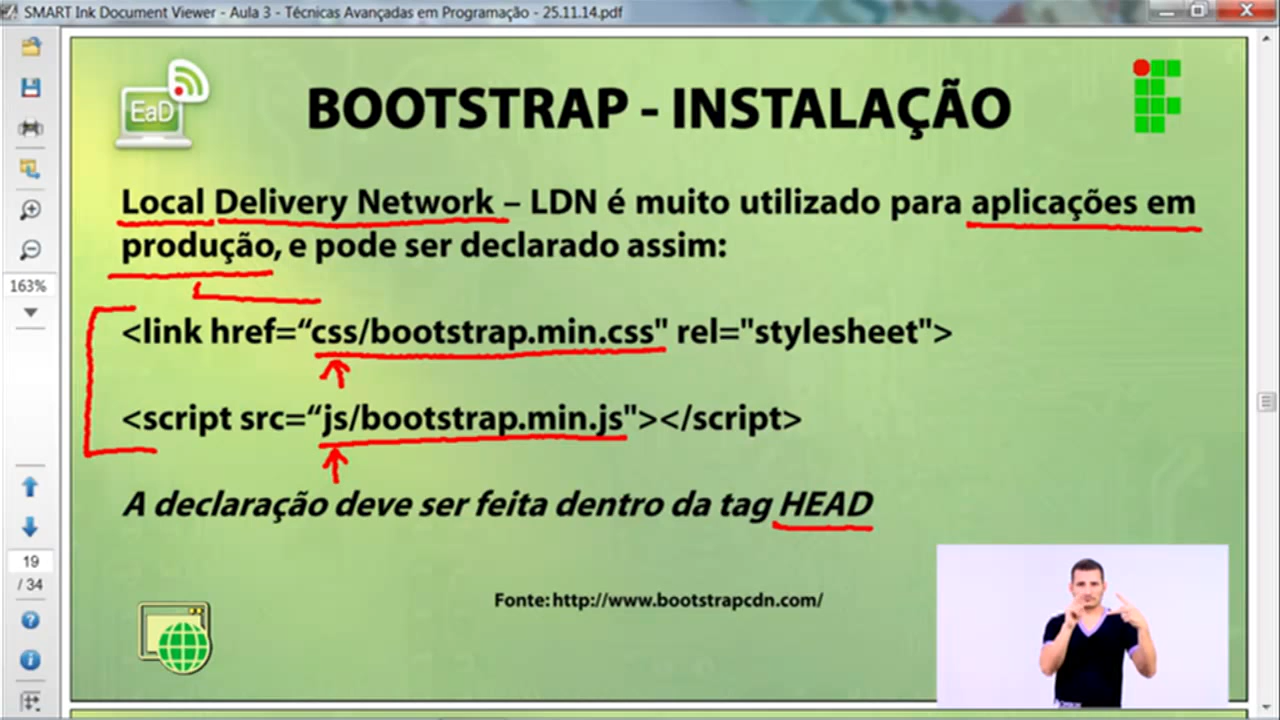 SMART Ink Document Viewer - Aula 3 - Técnicas Avançadas em Programação - 25.11.14.pdf
EaD
BOOTSTRAP - INSTALAÇÃO
Local Delivery Network – LDN é muito utilizado para aplicações em
produção, e pode ser declarado assim:
163%
<link href=“css/bootstrap.min.css" rel="stylesheet">
<script src=“js/bootstrap.min.js"></script>
A declaração deve ser feita dentro da tag HEAD
19
/ 34
Fonte: http://www.bootstrapcdn.com/